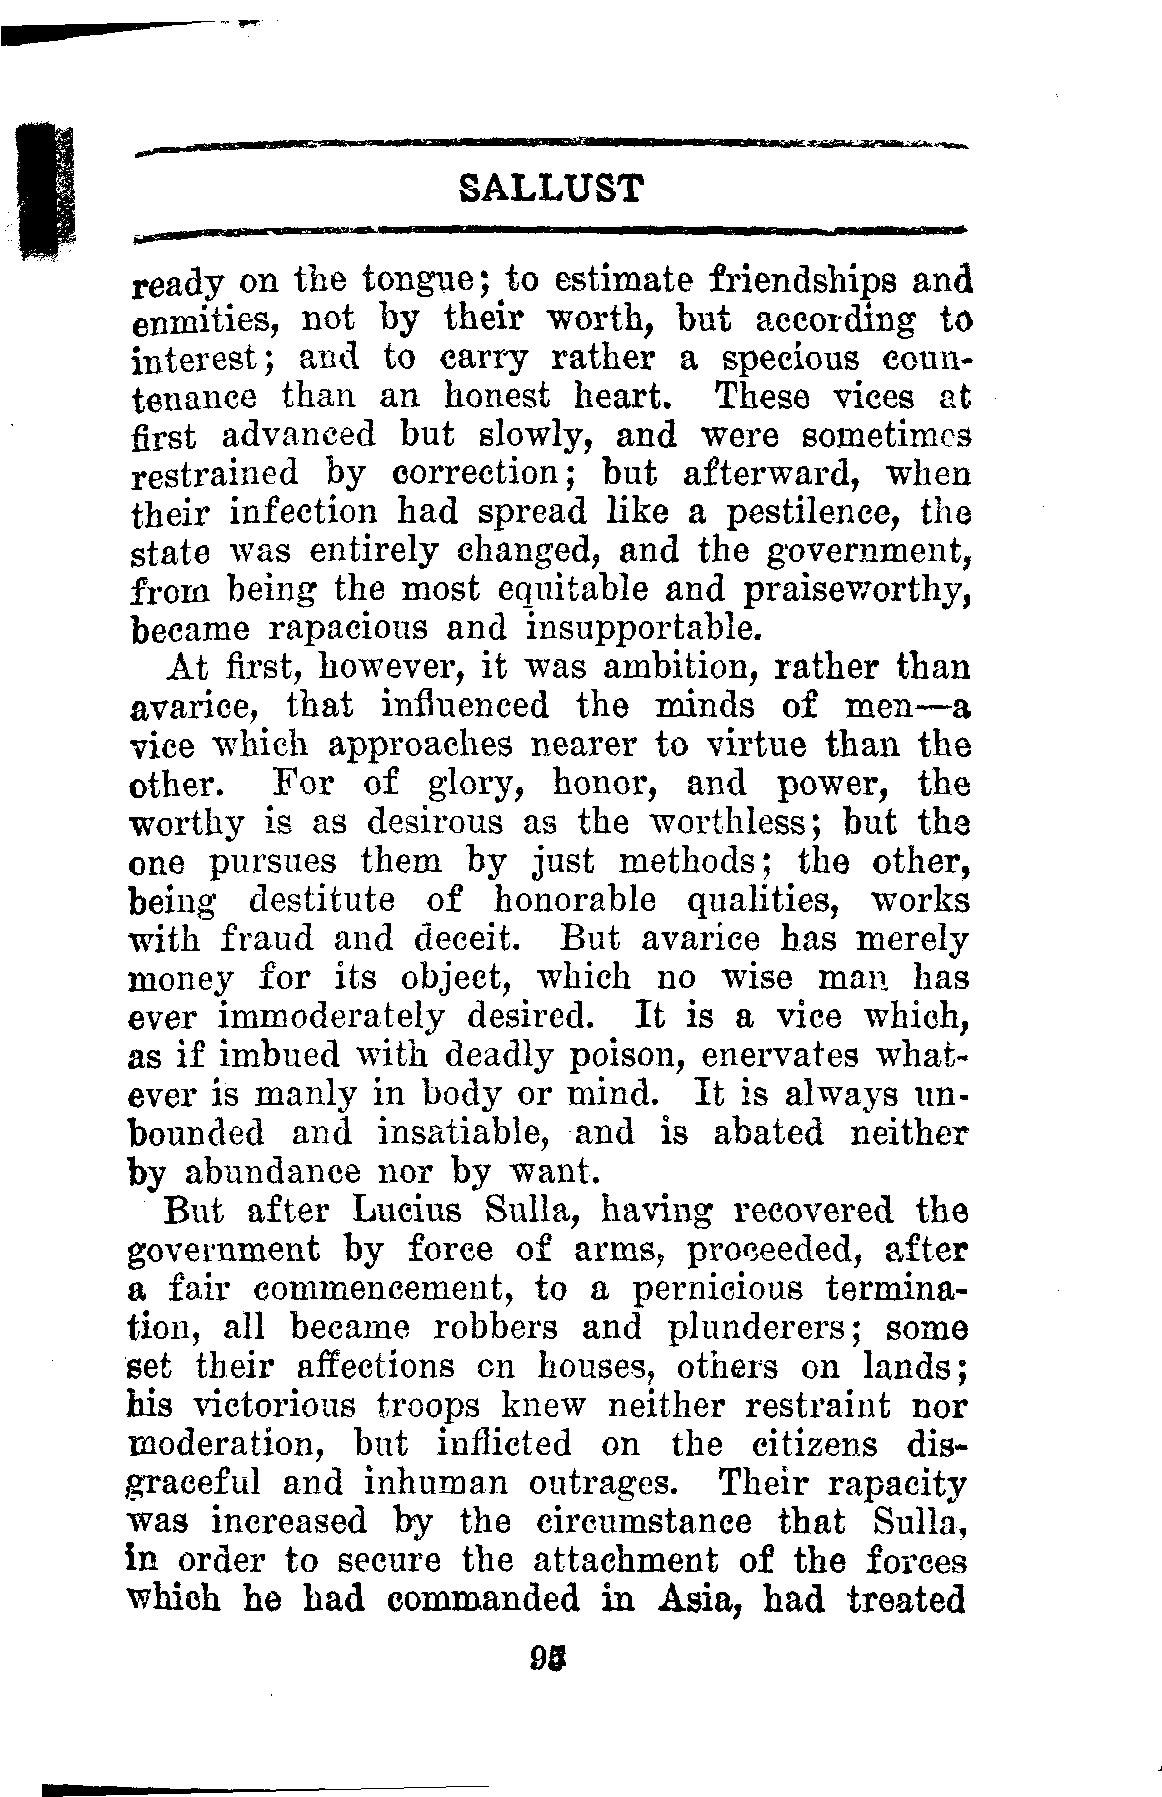 SALLUST
ready on the tongue; to estimate friendships and
enmities, not by their worth, but according to
interest; and to carry rather a specious coun-
tenance than an honest heart. These vices at
first advanced but slowly, and were sometimes
restrained by correction; but afterward, when
their infection had spread like a pestilence, the
state was entirely changed, and the government,
from being the most equitable and praiseworthy,
became rapacious and insupportable.
At first, however, it was ambition, rather than
avarice, that influenced the minds of men—a
vice which approaches nearer to virtue than the
other. For of glory, honor, and power, the
worthy is as desirous as the worthless; but the
one pursues them by just methods; the other,
being destitute of honorable qualities, works
with fraud and deceit. But avarice has merely
money for its object, which no wise man has
ever immoderately desired. It is a vice which,
as if imbued with deadly poison, enervates what-
ever is manly in body or mind. It is always un-
bounded and insatiable, and is abated neither
by abundance nor by want.
But after Lucius Sulla, having recovered the
government by force of arms, proceeded, after
a fair commencement, to a pernicious termina-
tion, all became robbers and plunderers; some
set their affections on houses, others on lands;
his victorious troops knew neither restraint nor
moderation, but inflicted on the citizens dis-
graceful and inhuman outrages. Their rapacity
was increased by the circumstance that Sulla,
in order to secure the attachment of the forces
which he had commanded in Asia, had treated